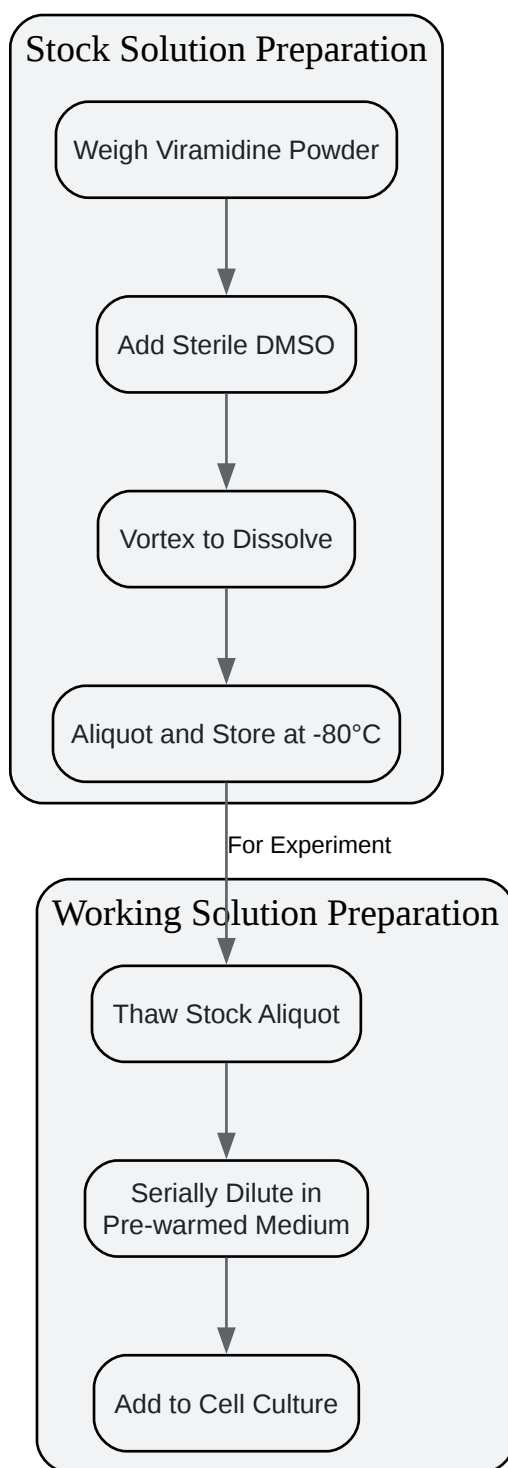 Stock Solution Preparation
Weigh Viramidine Powder
Add Sterile DMSO
Vortex to Dissolve
Aliquot and Store at -80°C
For Experiment
Working Solution Preparation
Thaw Stock Aliquot
Serially Dilute in
Pre-warmed Medium
Add to Cell Culture